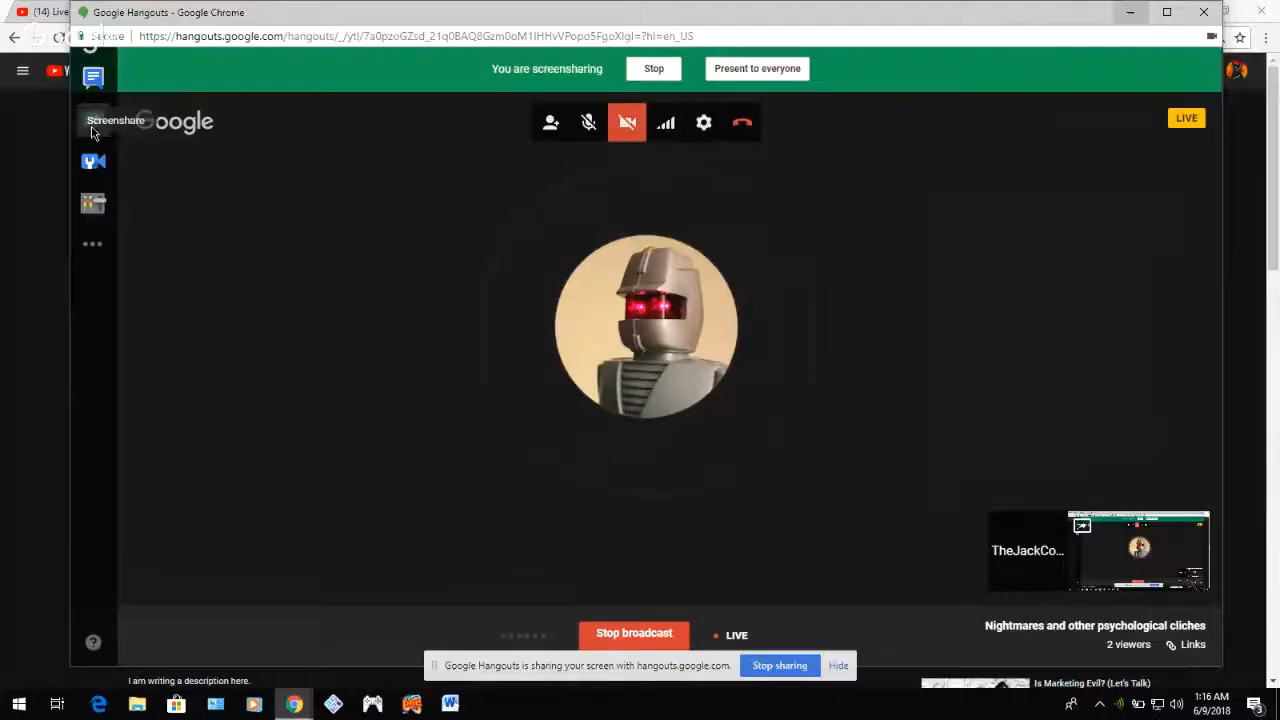 (14) Live
Google Hangouts - Google Chrome
Secure
https://hangouts.google.com/hangouts/_/ytl/
You are screensharing
Stop
Present to everyone
Screenshare
Google
LIVE
TheJackCo...
Stop broadcast
LIVE
Nightmares and other psychological cliches
2 viewers
Links
Google Hangouts is sharing your screen with hangouts.google.com.
Stop sharing
Hide
I am writing a description here.
Is Marketing Evil? (Let's Talk)
1:16 AM
6/9/2018